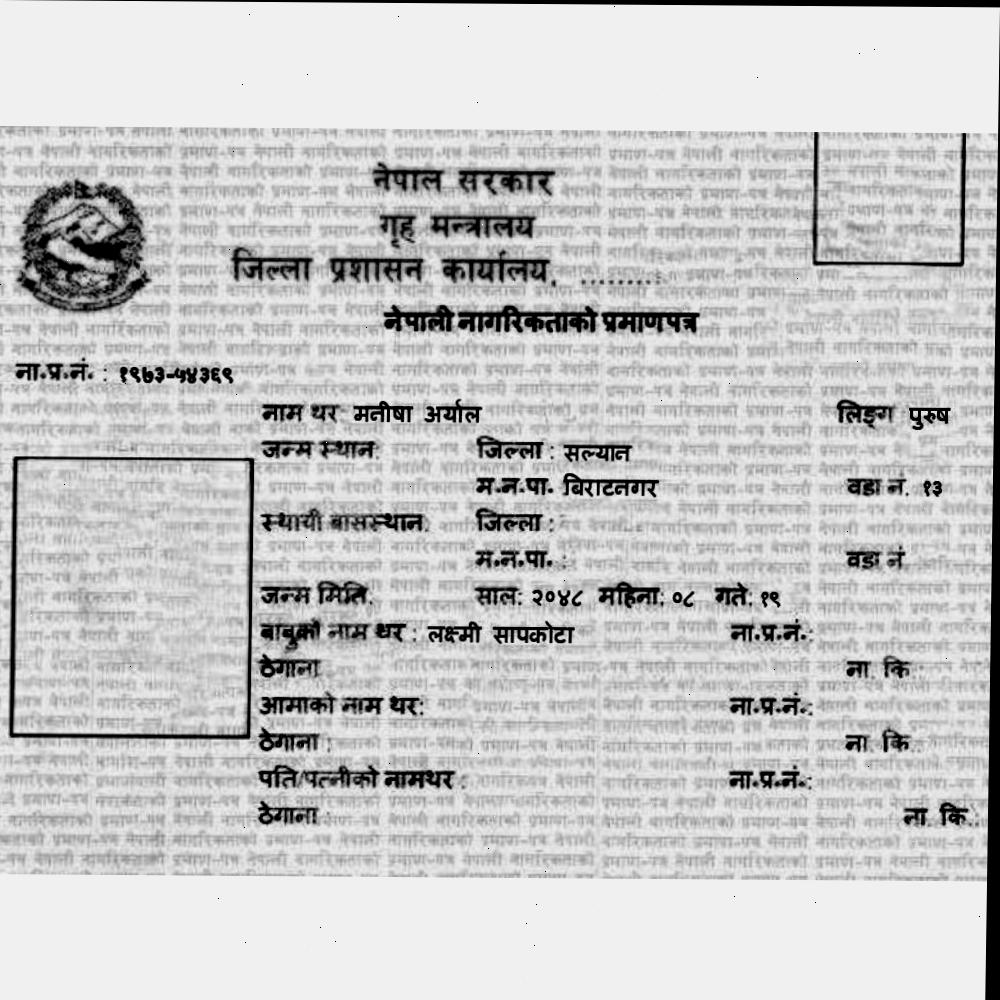 नेपाल सरकार
गृह मन्त्रालय
जिल्ला प्रशासन कार्यालय, .........
नेपाली नागरिकताको प्रमाणपत्र
ना.प्र.नं. : १९७३-५४३६९
नाम थर: मनीषा अर्याल लिङ्ग पुरुष
जन्म स्थान: जिल्ला : सल्यान
म.न.पा. बिराटनगर वडा नं. १३
स्थायी बासस्थान: जिल्ला :
म.न.पा. : वडा नं.
जन्म मिति: साल: २०४८ महिना: ०८ गते: १९
बाबुको नाम थर : लक्ष्मी सापकोटा ना.प्र.नं.:
ठेगाना ना. कि.:
आमाको नाम थर: ना.प्र.नं.:
ठेगाना : ना. कि.:
पति/पत्नीको नामथर : ना.प्र.नं.:
ठेगाना : ना. कि.: